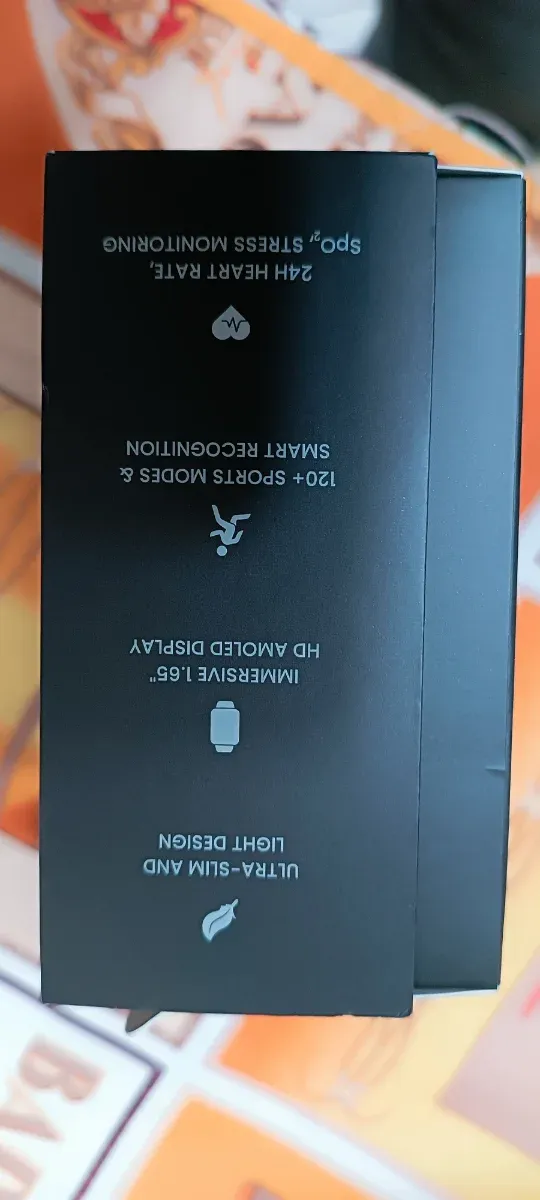 ULTRA-SLIM AND
LIGHT DESIGN
IMMERSIVE 1.65"
HD AMOLED DISPLAY
120+ SPORTS MODES &
SMART RECOGNITION
24H HEART RATE,
SpO₂, STRESS MONITORING